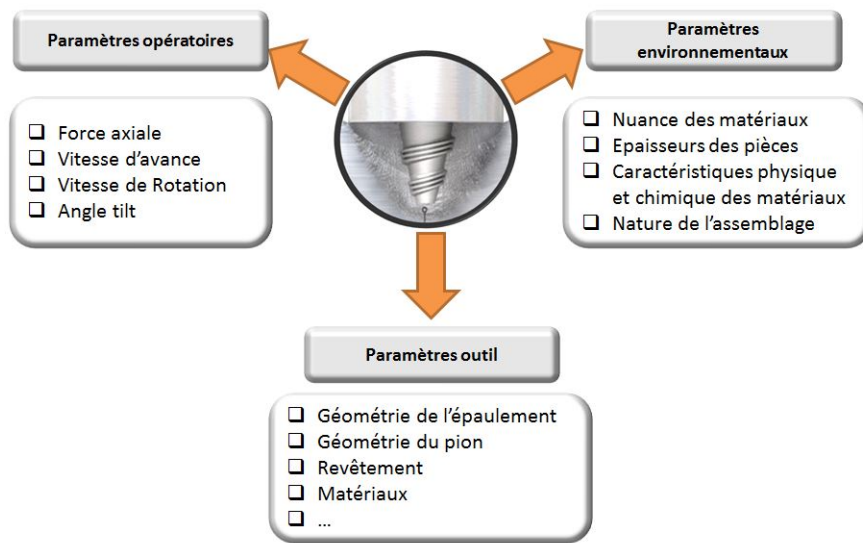 Paramètres opératoires
❑ Force axiale
❑ Vitesse d’avance
❑ Vitesse de Rotation
❑ Angle tilt
Paramètres
environnementaux
❑ Nuance des matériaux
❑ Epaisseurs des pièces
❑ Caractéristiques physique
et chimique des matériaux
❑ Nature de l’assemblage
Paramètres outil
❑ Géométrie de l’épaulement
❑ Géométrie du pion
❑ Revêtement
❑ Matériaux
❑ ...